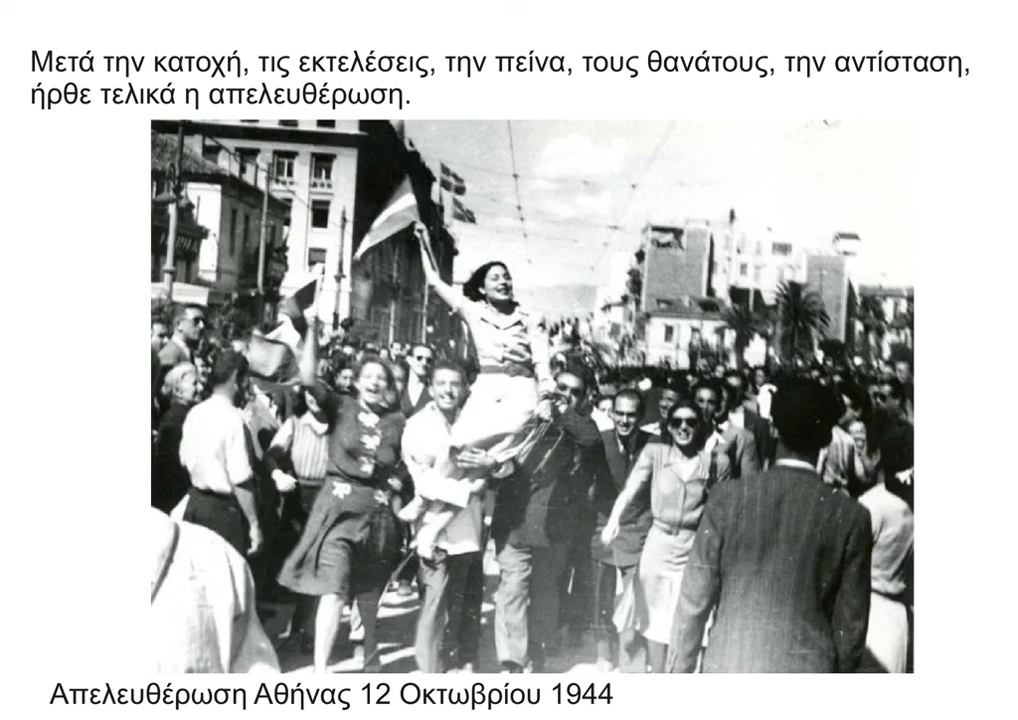 Μετά την κατοχή, τις εκτελέσεις, την πείνα, τους θανάτους, την αντίσταση,
ήρθε τελικά η απελευθέρωση.
Απελευθέρωση Αθήνας 12 Οκτωβρίου 1944